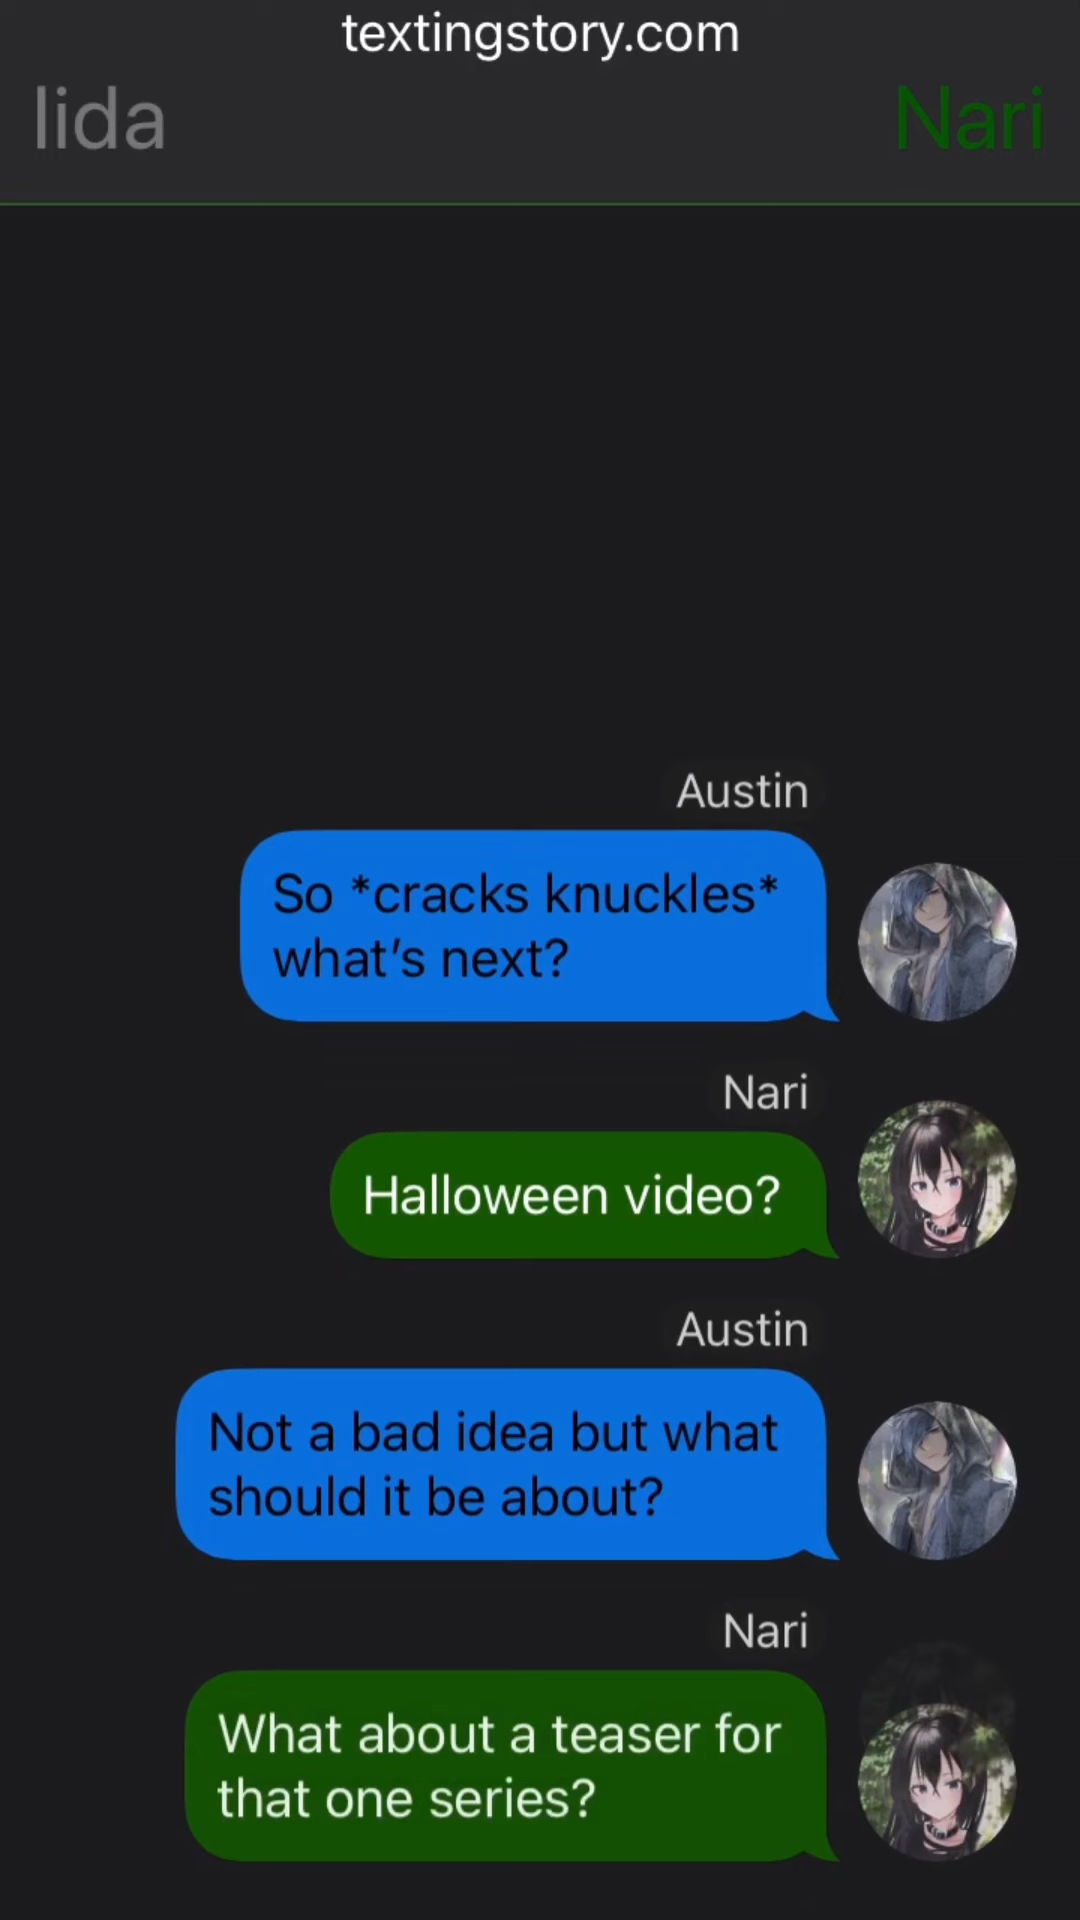 textingstory.com
Iida
Nari
Austin
So *cracks knuckles*
what’s next?
Nari
Halloween video?
Austin
Not a bad idea but what
should it be about?
Nari
What about a teaser for
that one series?